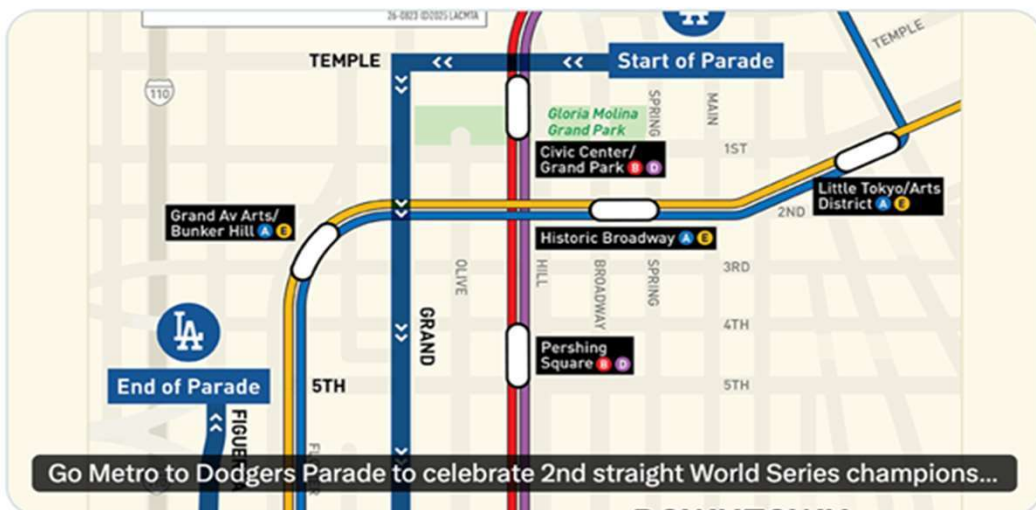 26-0823 ©2025 LACMTA
LA
TEMPLE
Start of Parade
TEMPLE
110
Gloria Molina
Grand Park
SPRING
MAIN
1ST
Civic Center/
Grand Park B D
Little Tokyo/Arts
District A E
Grand Av Arts/
Bunker Hill A E
2ND
Historic Broadway A E
OLIVE
HILL
BROADWAY
SPRING
3RD
LA
GRAND
4TH
Pershing
Square B D
End of Parade
5TH
5TH
Go Metro to Dodgers Parade to celebrate 2nd straight World Series champions...